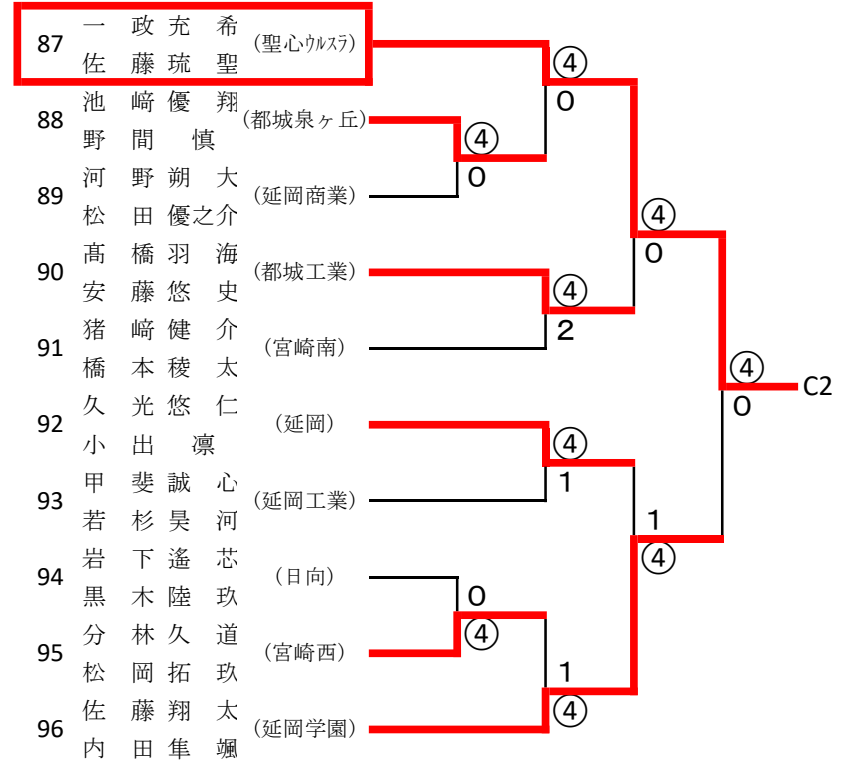 87 一政充希 (聖心ウルスラ)
佐藤琉聖
④
0
88 池﨑優翔 (都城泉ヶ丘)
野間慎
④
0
89 河野朔大 (延岡商業)
松田優之介
④
0
90 髙橋羽海 (都城工業)
安藤悠史
④
2
91 猪﨑健介 (宮崎南)
橋本稜太
④
0
C2
92 久光悠仁 (延岡)
小出凛
④
1
93 甲斐誠心 (延岡工業)
若杉昊河
1
④
94 岩下遙芯 (日向)
黒木陸玖
0
④
95 分林久道 (宮崎西)
松岡拓玖
1
④
96 佐藤翔太 (延岡学園)
内田隼颯